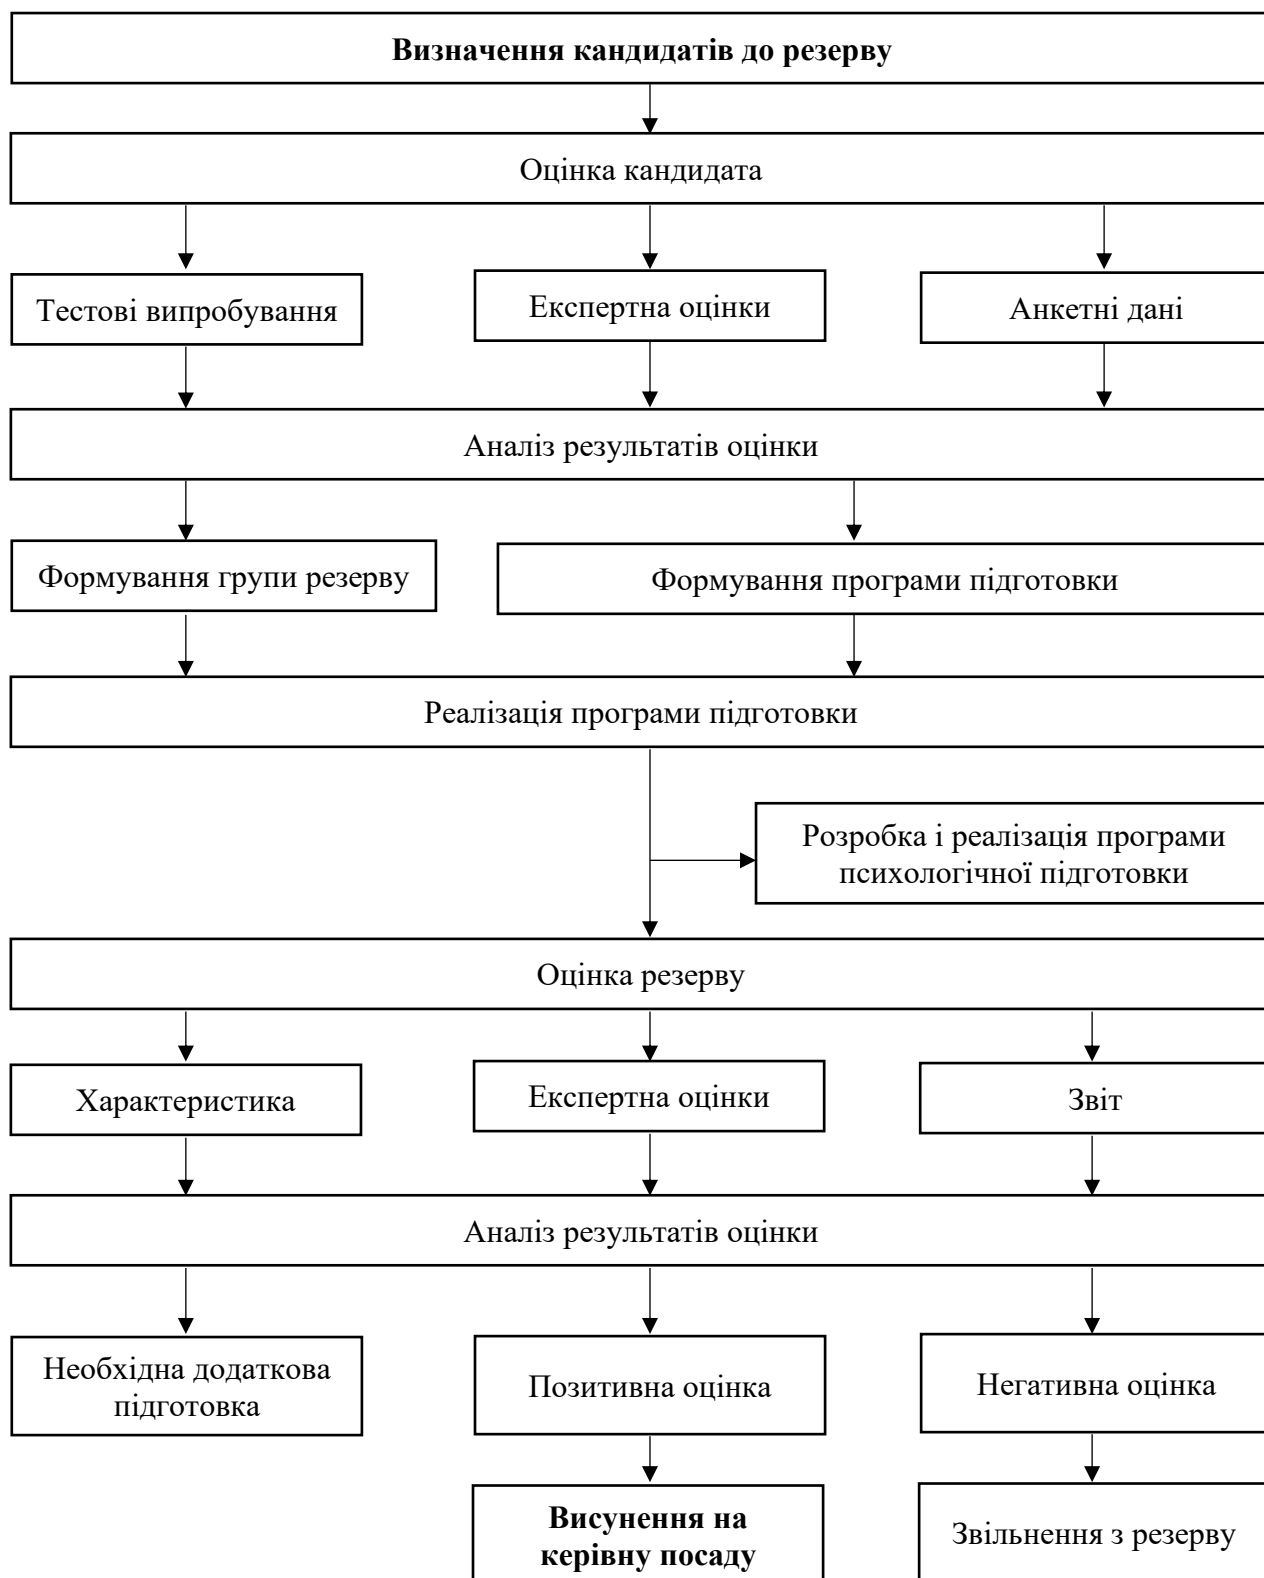 Визначення кандидатів до резерву
Оцінка кандидата
Тестові випробування
Експертна оцінки
Анкетні дані
Аналіз результатів оцінки
Формування групи резерву
Формування програми підготовки
Реалізація програми підготовки
Розробка і реалізація програми
психологічної підготовки
Оцінка резерву
Характеристика
Експертна оцінки
Звіт
Аналіз результатів оцінки
Необхідна додаткова
підготовка
Позитивна оцінка
Негативна оцінка
Висунення на
керівну посаду
Звільнення з резерву